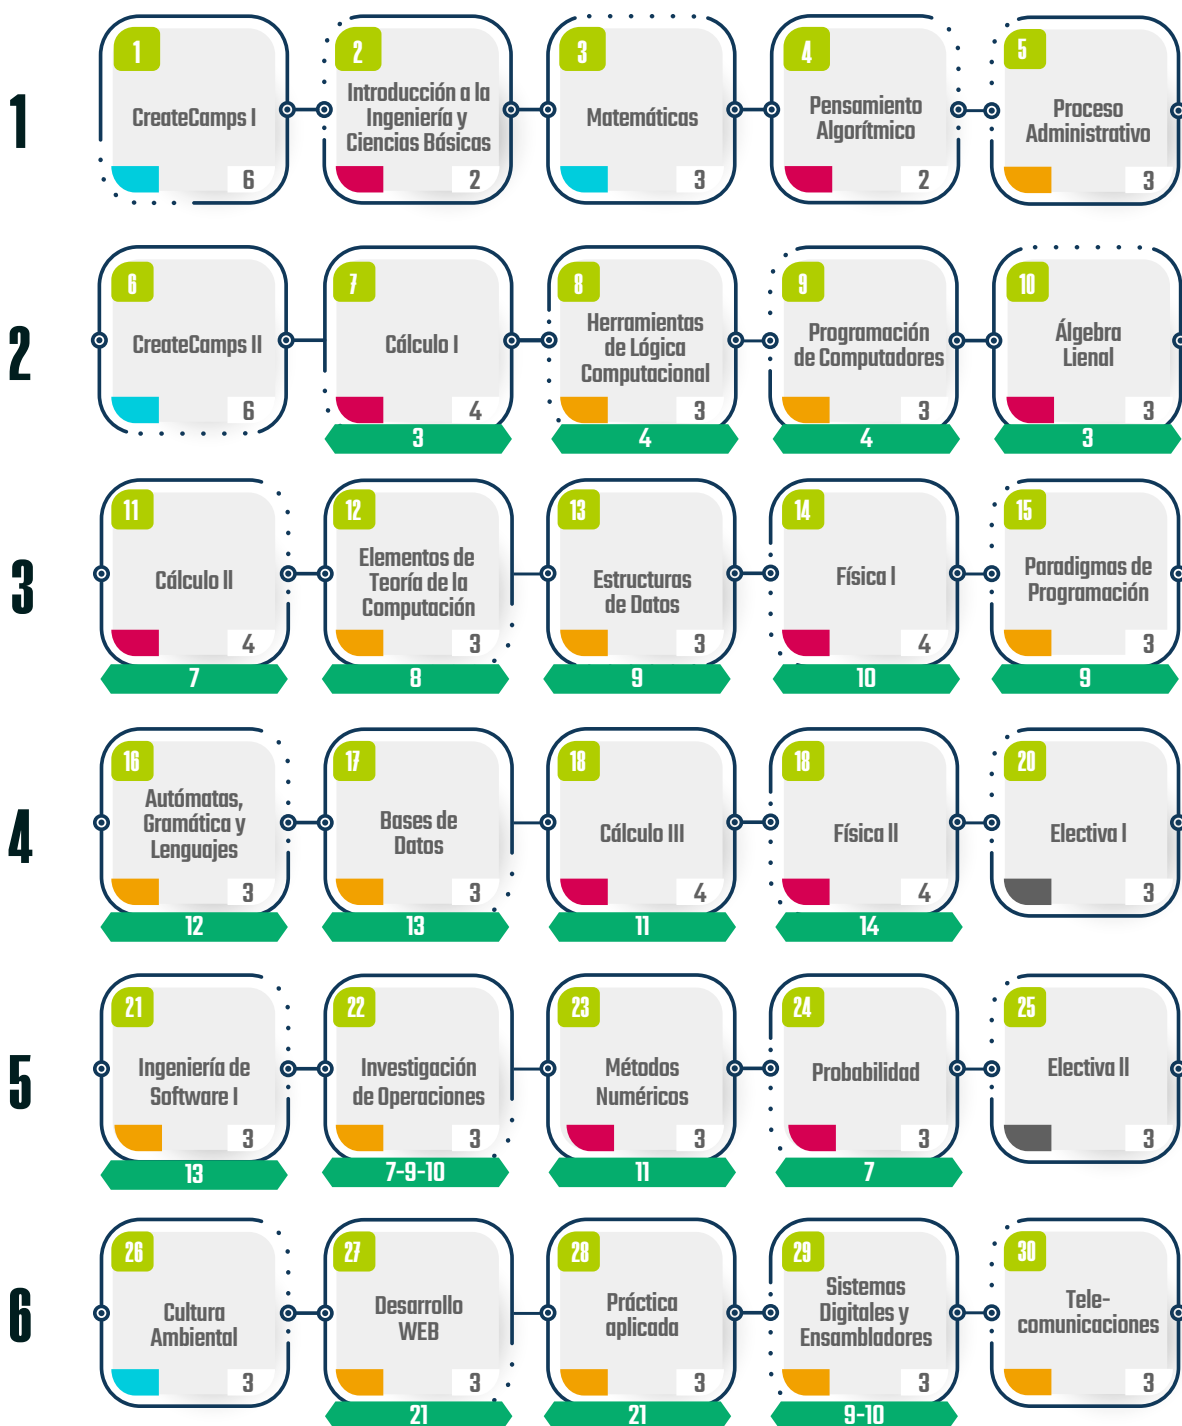 1
1
CreateCamps I
6
2
Introducción a la
Ingeniería y
Ciencias Básicas
2
3
Matemáticas
3
4
Pensamiento
Algorítmico
2
5
Proceso
Administrativo
3
2
6
CreateCamps II
6
7
Cálculo I
4
3
8
Herramientas
de Lógica
Computacional
3
4
9
Programación
de Computadores
3
4
10
Álgebra
Lienal
3
3
3
11
Cálculo II
4
7
12
Elementos de
Teoría de la
Computación
3
8
13
Estructuras
de Datos
3
9
14
Física I
4
10
15
Paradigmas de
Programación
3
9
4
16
Autómatas,
Gramática y
Lenguajes
3
12
17
Bases de
Datos
3
13
18
Cálculo III
4
11
18
Física II
4
14
20
Electiva I
3
5
21
Ingeniería de
Software I
3
13
22
Investigación
de Operaciones
3
7-9-10
23
Métodos
Numéricos
3
11
24
Probabilidad
3
7
25
Electiva II
3
6
26
Cultura
Ambiental
3
27
Desarrollo
WEB
3
21
28
Práctica
aplicada
3
21
29
Sistemas
Digitales y
Ensambladores
3
9-10
30
Tele-
comunicaciones
3